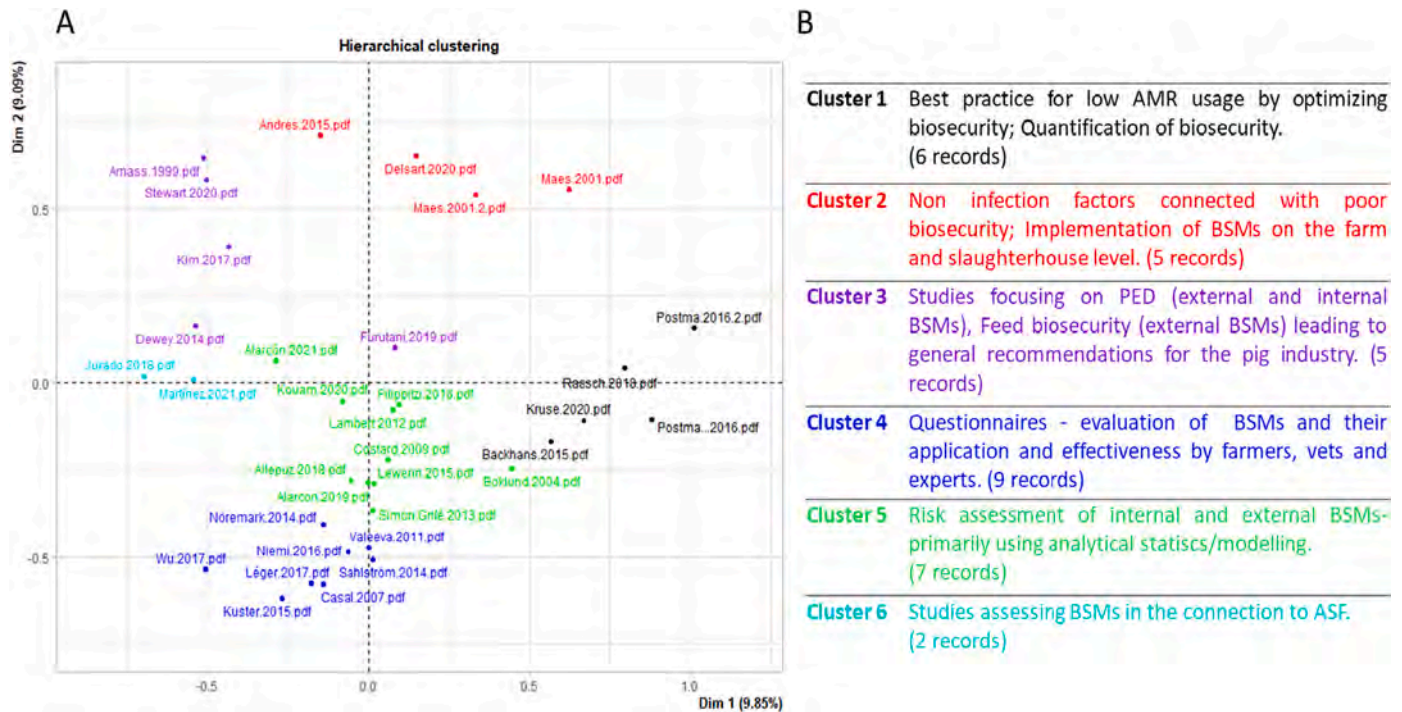 A
B
Hierarchical clustering
Dim 2 (9.09%)
0.5
0.0
-0.5
-0.5
0.0
0.5
1.0
Dim 1 (9.85%)
Andres.2015.pdf
Delsart.2020.pdf
Amass.1999.pdf
Stewart.2020.pdf
Maes.2001.pdf
Maes.2001.2.pdf
Kim.2017.pdf
Postma.2016.2.pdf
Dewey.2014.pdf
Furutani.2019.pdf
Alarcón.2021.pdf
Jurado.2018.pdf
Martínez.2021.pdf
Raasch.2018.pdf
Kouam.2020.pdf
Filippitzi.2018.pdf
Lambert.2012.pdf
Kruse.2020.pdf
Postma...2016.pdf
Costard.2009.pdf
Backhans.2015.pdf
Allepuz.2018.pdf
Lewerin.2015.pdf
Boklund.2004.pdf
Alarcon.2019.pdf
Simon.Grifé.2013.pdf
Nöremark.2014.pdf
Valeeva.2011.pdf
Niemi.2016.pdf
Wu.2017.pdf
Sahlström.2014.pdf
Léger.2017.pdf
Casal.2007.pdf
Kuster.2015.pdf
Cluster 1 Best practice for low AMR usage by optimizing
biosecurity; Quantification of biosecurity.
(6 records)
Cluster 2 Non infection factors connected with poor
biosecurity; Implementation of BSMs on the farm
and slaughterhouse level. (5 records)
Cluster 3 Studies focusing on PED (external and internal
BSMs), Feed biosecurity (external BSMs) leading to
general recommendations for the pig industry. (5
records)
Cluster 4 Questionnaires - evaluation of BSMs and their
application and effectiveness by farmers, vets and
experts. (9 records)
Cluster 5 Risk assessment of internal and external BSMs-
primarily using analytical statiscs/modelling.
(7 records)
Cluster 6 Studies assessing BSMs in the connection to ASF.
(2 records)